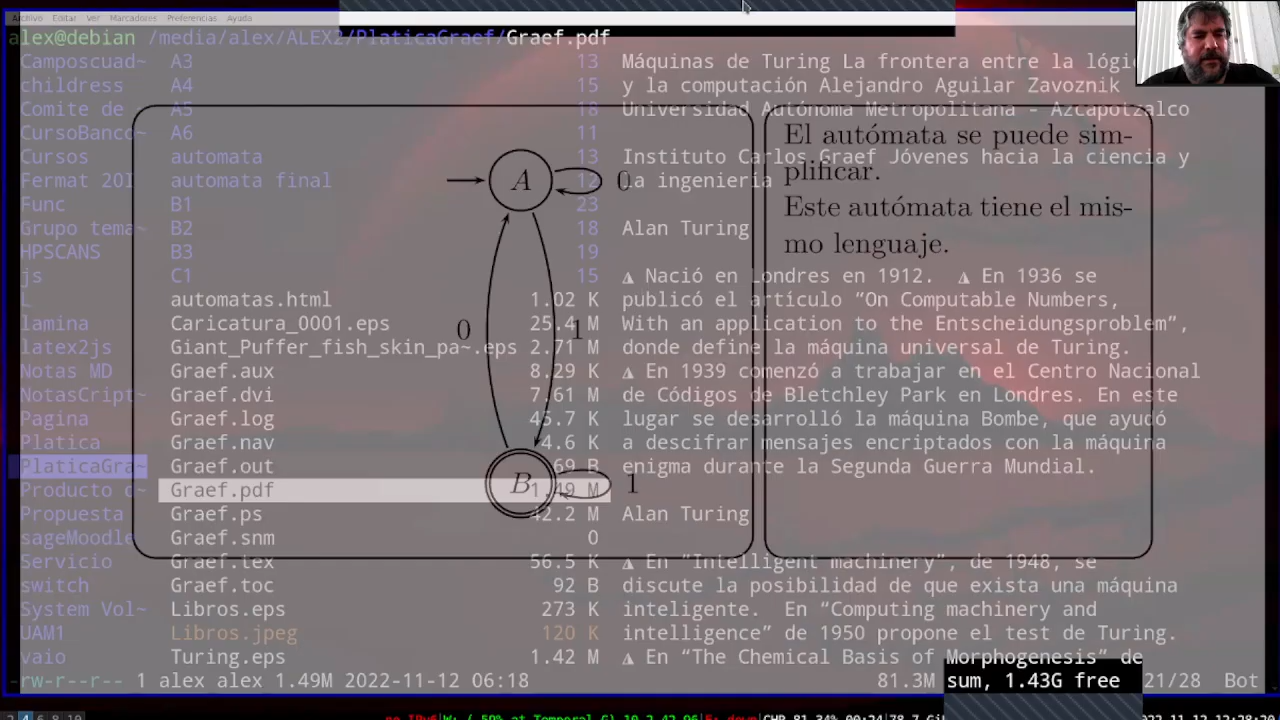 Archivo Editar Ver Marcadores Preferencias Ayuda
alex@debian /media/alex/ALEX2/PlaticaGraef/Graef.pdf
Camposcuad~ A3 13 Máquinas de Turing La frontera entre la lógi
childress A4 15 y la computación Alejandro Aguilar Zavoznik
Comite de A5 18 Universidad Autónoma Metropolitana - Azcapotzalco
CursoBanco~ A6 11
Cursos automata 13 Instituto Carlos Graef Jóvenes hacia la ciencia y
Fermat 20I automata final 12 la ingeniería
Func B1 23
Grupo tema~ B2 18 Alan Turing
HPSCANS B3 19
js C1 15 ◮ Nació en Londres en 1912. ◮ En 1936 se
L automatas.html 1.02 K publicó el artículo “On Computable Numbers,
lamina Caricatura_0001.eps 25.4 M With an application to the Entscheidungsproblem”,
latex2js Giant_Puffer_fish_skin_pa~.eps 2.71 M donde define la máquina universal de Turing.
Notas MD Graef.aux 8.29 K ◮ En 1939 comenzó a trabajar en el Centro Nacional
NotasCript~ Graef.dvi 7.61 M de Códigos de Bletchley Park en Londres. En este
Pagina Graef.log 45.7 K lugar se desarrolló la máquina Bombe, que ayudó
Platica Graef.nav 4.6 K a descifrar mensajes encriptados con la máquina
PlaticaGra~ Graef.out 69 B enigma durante la Segunda Guerra Mundial.
Producto d~ Graef.pdf 1.49 M
Propuesta Graef.ps 42.2 M Alan Turing
sageMoodle Graef.snm 0
Servicio Graef.tex 56.5 K ◮ En “Intelligent machinery”, de 1948, se
switch Graef.toc 92 B discute la posibilidad de que exista una máquina
System Vol~ Libros.eps 273 K inteligente. En “Computing machinery and
UAM1 Libros.jpeg 120 K intelligence” de 1950 propone el test de Turing.
vaio Turing.eps 1.42 M ◮ En “The Chemical Basis of Morphogenesis” de
-rw-r--r-- 1 alex alex 1.49M 2022-11-12 06:18 81.3M sum, 1.43G free 21/28 Bot
A 0
0 1
B 1
El autómata se puede sim-
plificar.
Este autómata tiene el mis-
mo lenguaje.